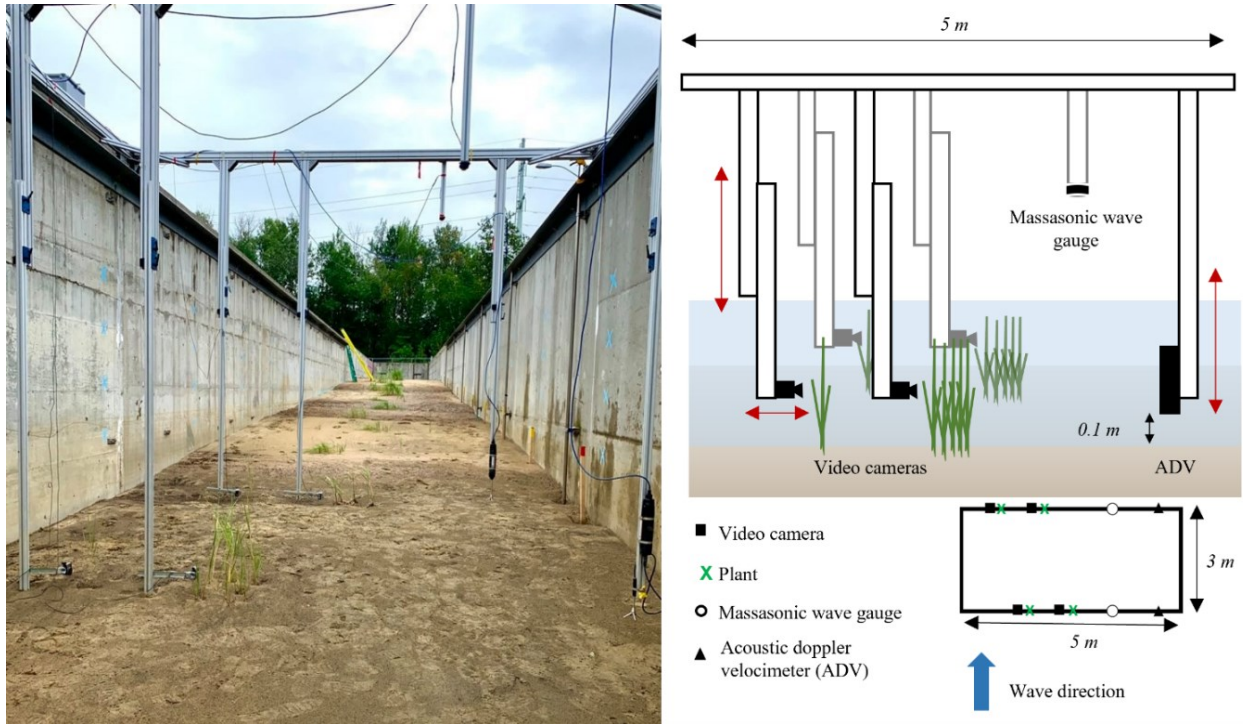 5 m
Massasonic wave
gauge
0.1 m
Video cameras
ADV
Video camera
X Plant
Massasonic wave gauge
Acoustic doppler
velocimeter (ADV)
3 m
5 m
Wave direction